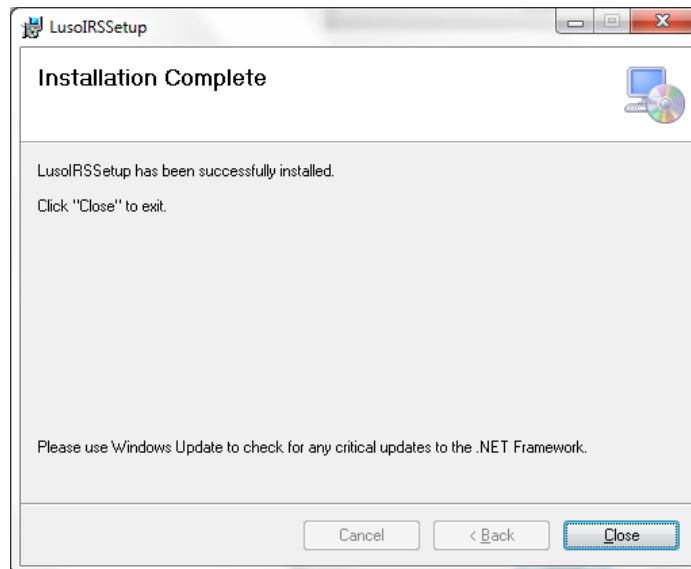 LusoIRSSetup
Installation Complete
LusoIRSSetup has been successfully installed.
Click "Close" to exit.
Please use Windows Update to check for any critical updates to the .NET Framework.
Cancel
< Back
Close